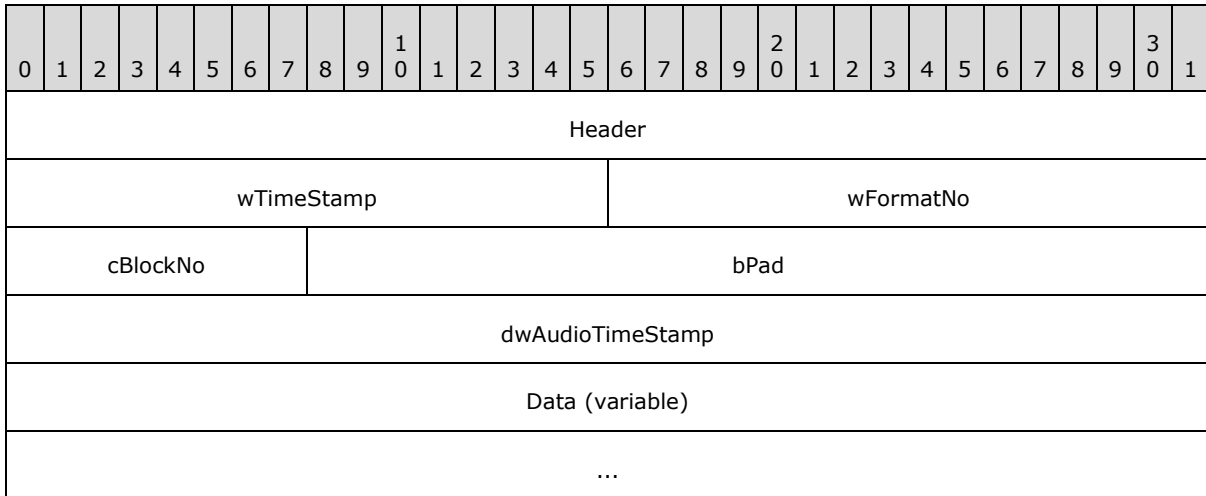 1 2 3
0 1 2 3 4 5 6 7 8 9 0 1 2 3 4 5 6 7 8 9 0 1 2 3 4 5 6 7 8 9 0 1
Header
wTimeStamp wFormatNo
cBlockNo bPad
dwAudioTimeStamp
Data (variable)
...